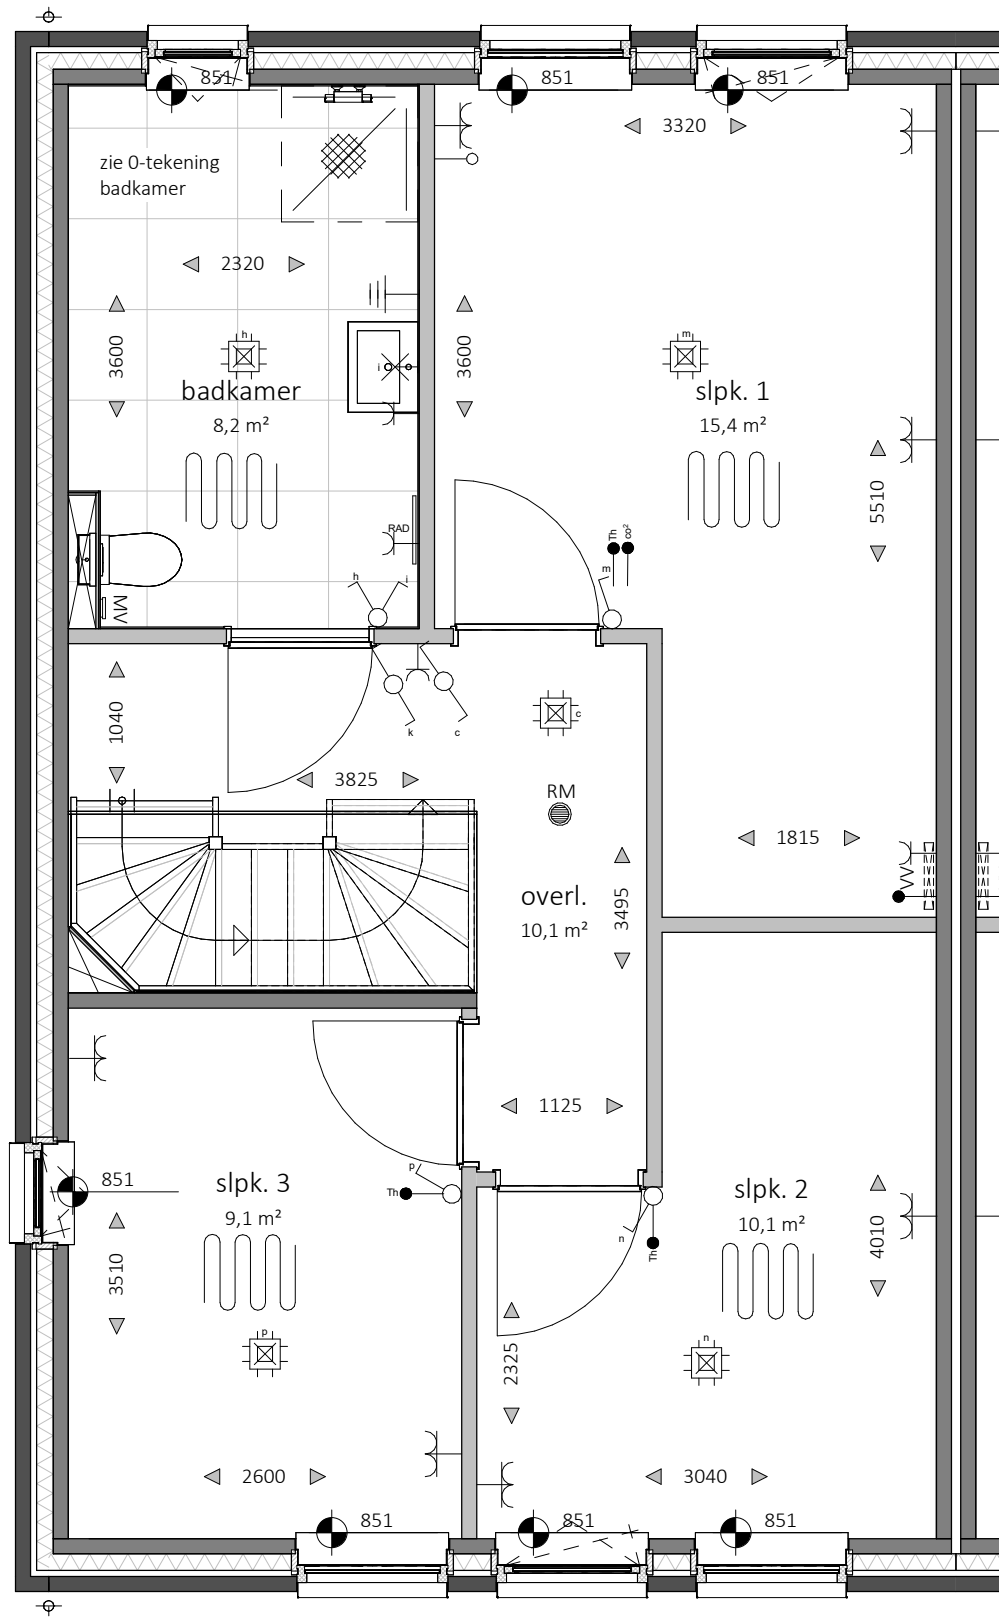 851
851
851
3320
zie 0-tekening
badkamer
2320
3600
h
badkamer
8,2 m²
i
3600
m
slpk. 1
15,4 m²
5510
RAD
MV
h
i
Th
co²
m
1040
k
c
c
3825
RM
1815
VV
overl.
10,1 m²
3495
1125
851
slpk. 3
9,1 m²
p
Th
3510
p
2600
851
slpk. 2
10,1 m²
n
Th
4010
2325
n
3040
851
851